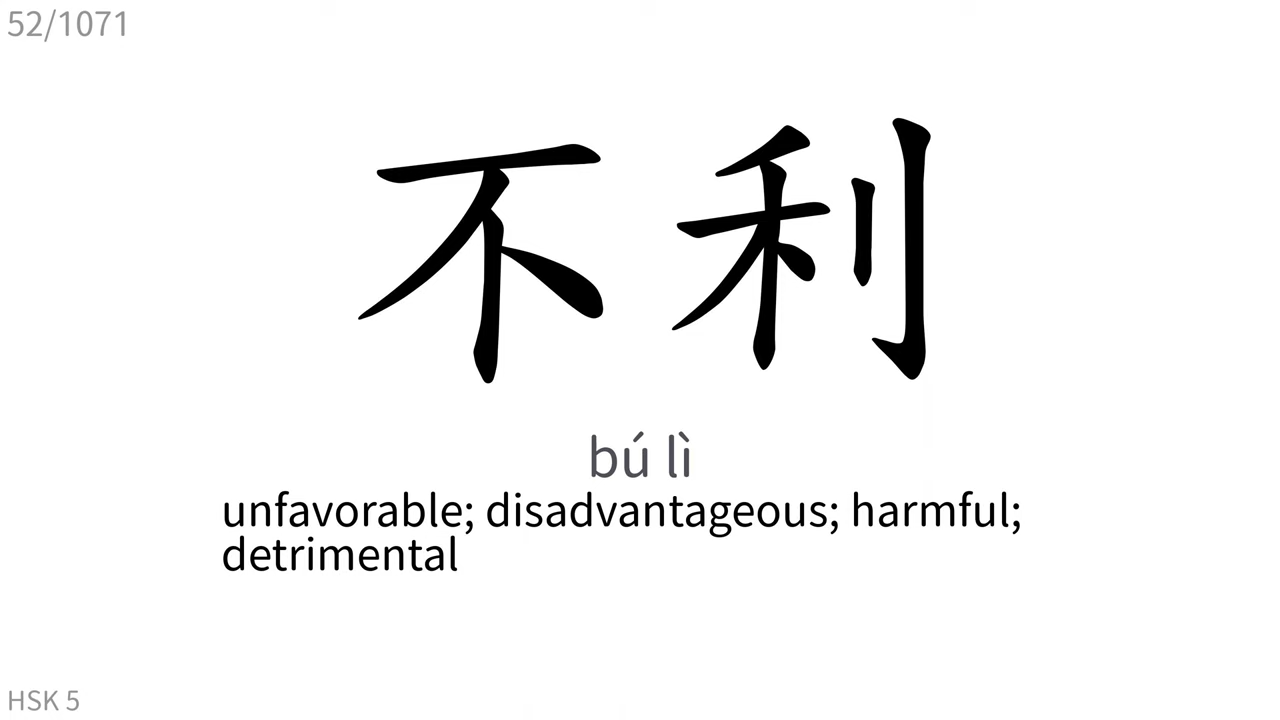 52/1071
不利
bú lì
unfavorable; disadvantageous; harmful;
detrimental
HSK 5